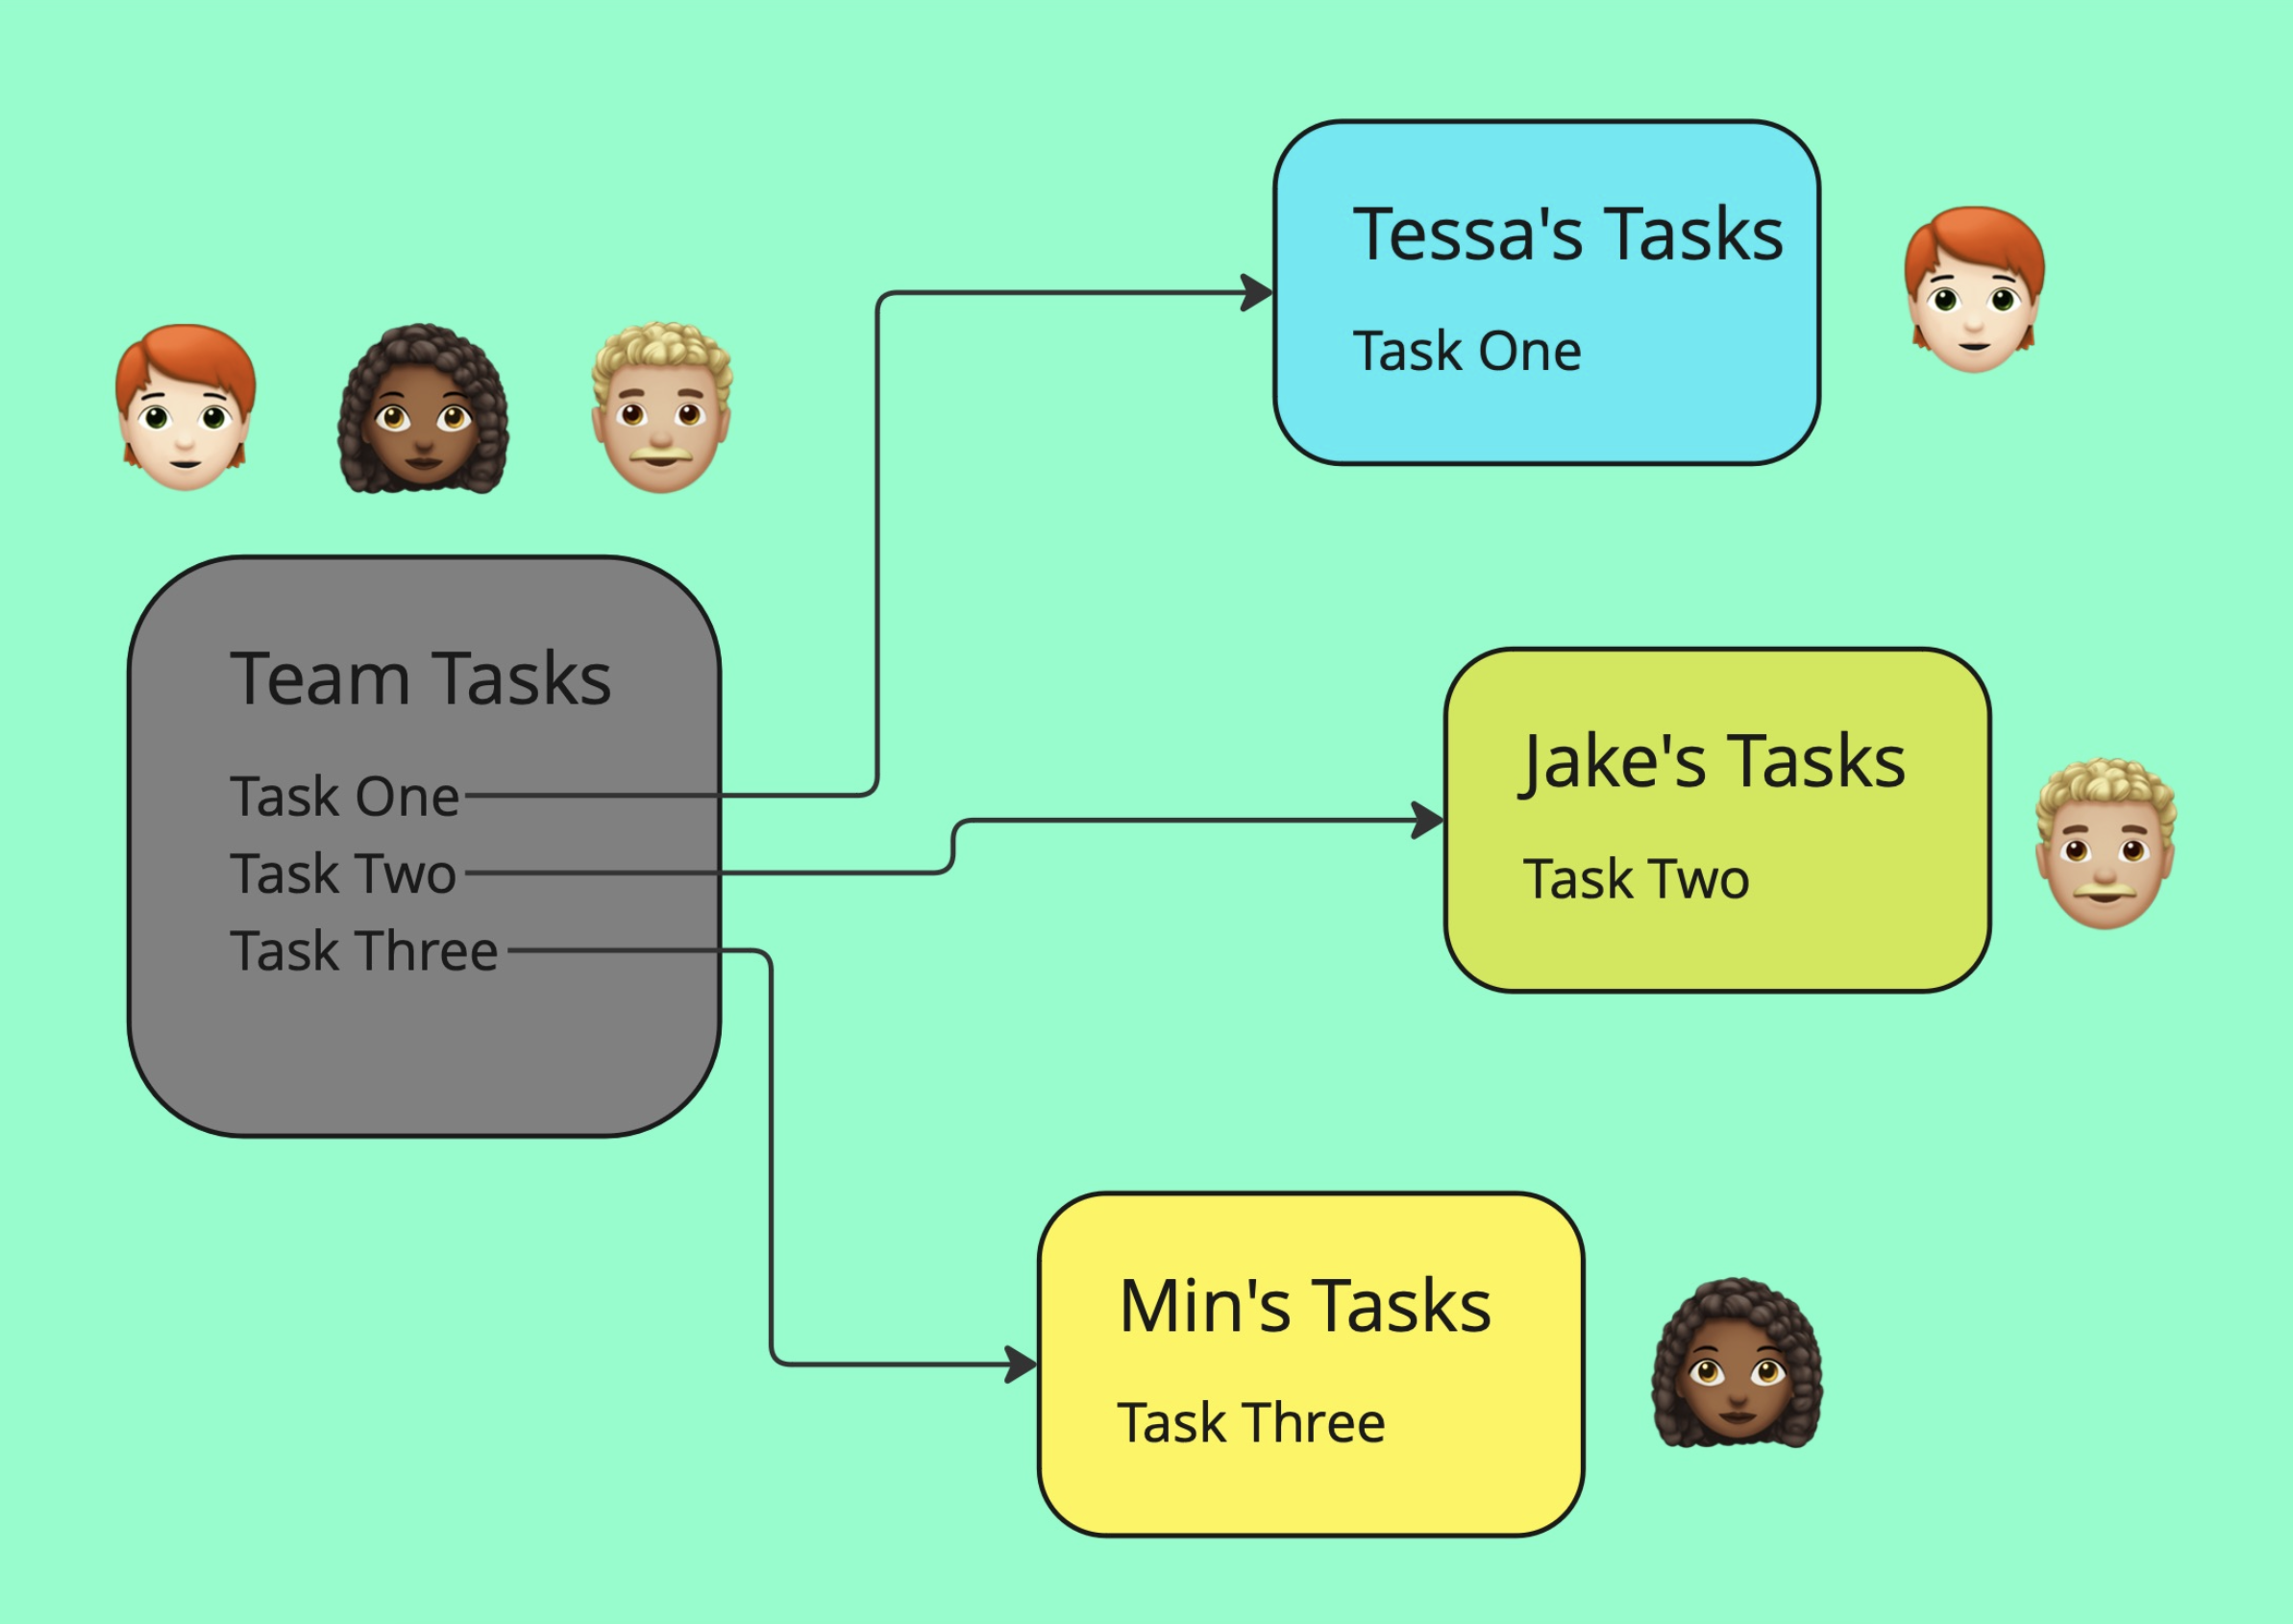 Team Tasks
Task One
Task Two
Task Three
Tessa's Tasks
Task One
Jake's Tasks
Task Two
Min's Tasks
Task Three